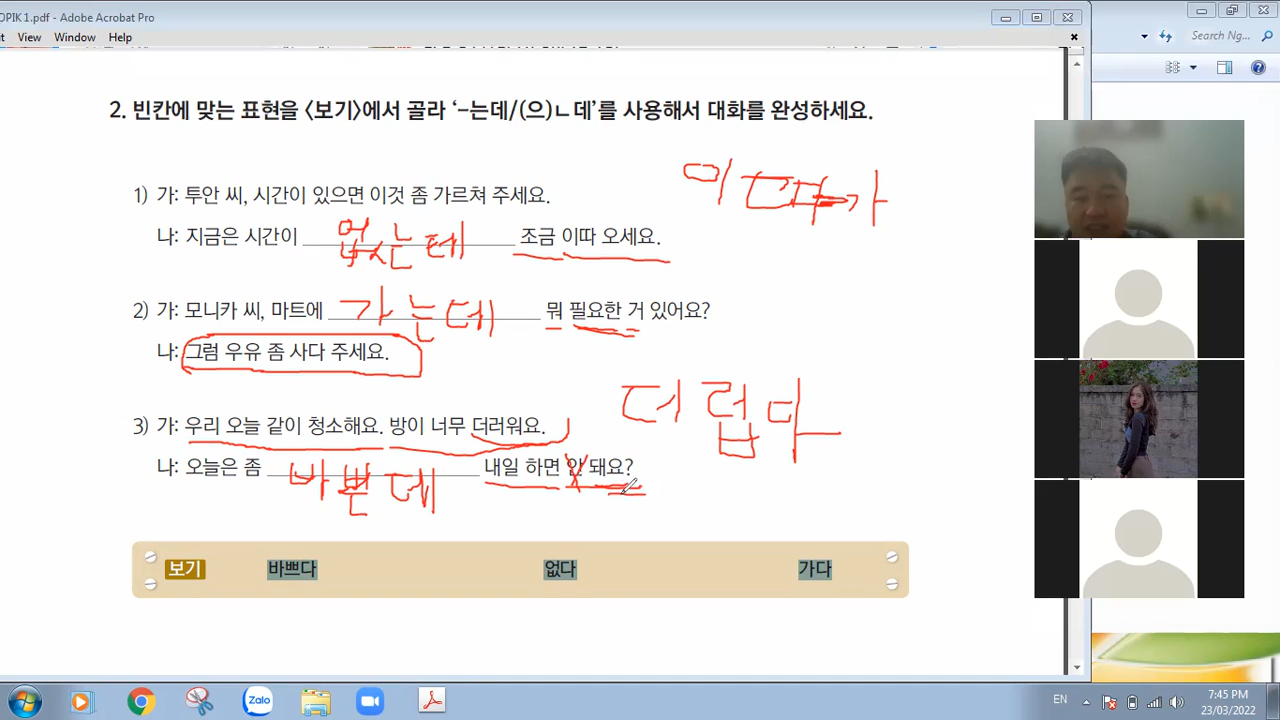 OPIK1.pdf - Adobe Acrobat Pro
View Window Help
Search Ng...
2. 빈칸에 맞는 표현을 〈보기〉에서 골라 '-는데/(으)ㄴ데'를 사용해서 대화를 완성하세요.
1) 가: 투안 씨, 시간이 있으면 이것 좀 가르쳐 주세요.
나: 지금은 시간이 없는데 조금 이따 오세요.
이따가
2) 가: 모니카 씨, 마트에 가는데 뭐 필요한 거 있어요?
나: 그럼 우유 좀 사다 주세요.
3) 가: 우리 오늘 같이 청소해요. 방이 너무 더러워요.
더럽다
나: 오늘은 좀 바쁜데 내일 하면 안 돼요?
보기 바쁘다 없다 가다
Zalo
EN
7:45 PM
23/03/2022